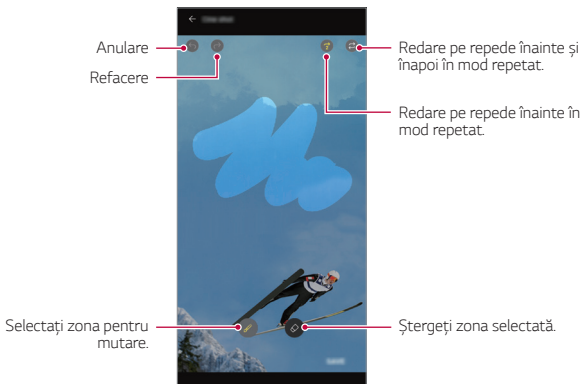 Anulare
Refacere
Redare pe repede înainte și
înapoi în mod repetat.
Redare pe repede înainte în
mod repetat.
Selectați zona pentru
mutare.
Ștergeți zona selectată.